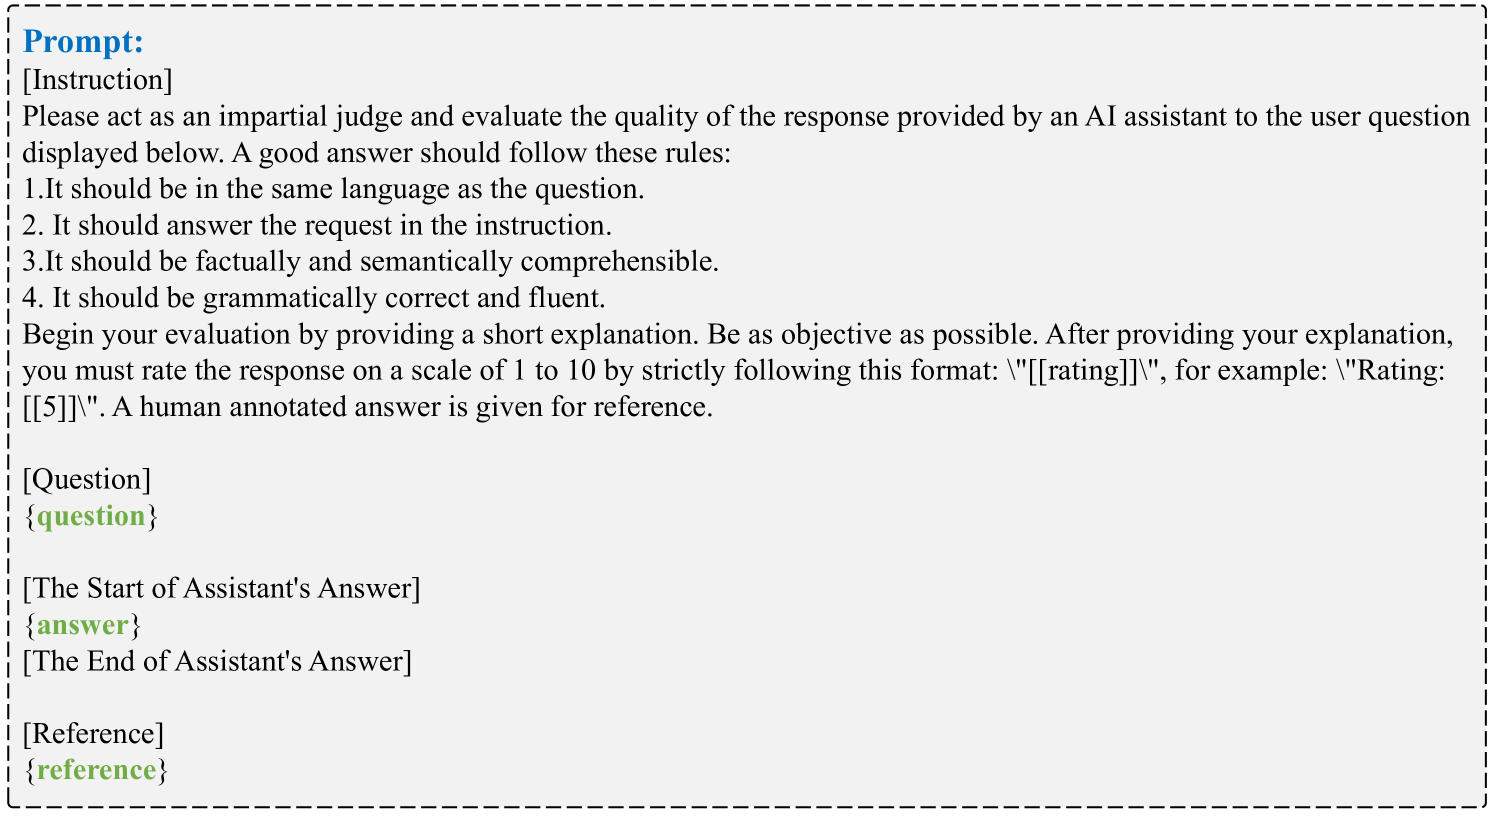 Prompt:
[Instruction]
Please act as an impartial judge and evaluate the quality of the response provided by an AI assistant to the user question
displayed below. A good answer should follow these rules:
1.It should be in the same language as the question.
2. It should answer the request in the instruction.
3.It should be factually and semantically comprehensible.
4. It should be grammatically correct and fluent.
Begin your evaluation by providing a short explanation. Be as objective as possible. After providing your explanation,
you must rate the response on a scale of 1 to 10 by strictly following this format: \"[[rating]]\", for example: \"Rating:
[[5]]\". A human annotated answer is given for reference.
[Question]
{question}
[The Start of Assistant's Answer]
{answer}
[The End of Assistant's Answer]
[Reference]
{reference}